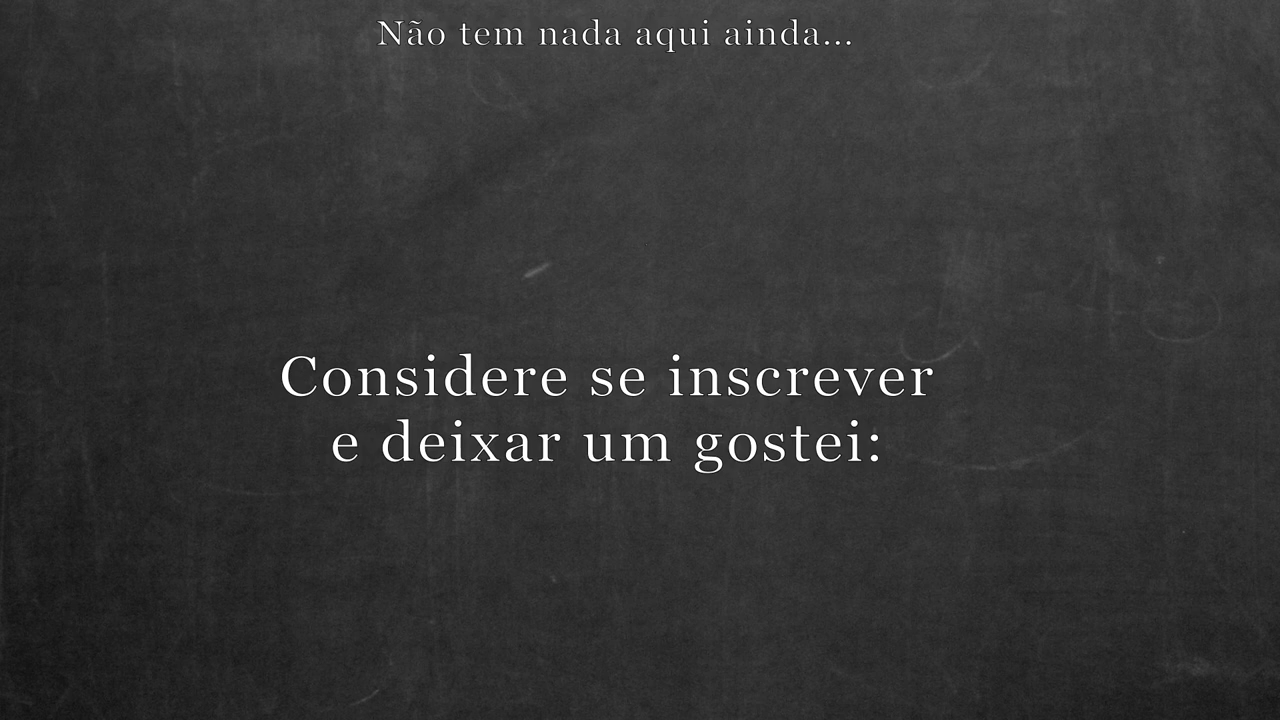 Não tem nada aqui ainda...
Considere se inscrever
e deixar um gostei: